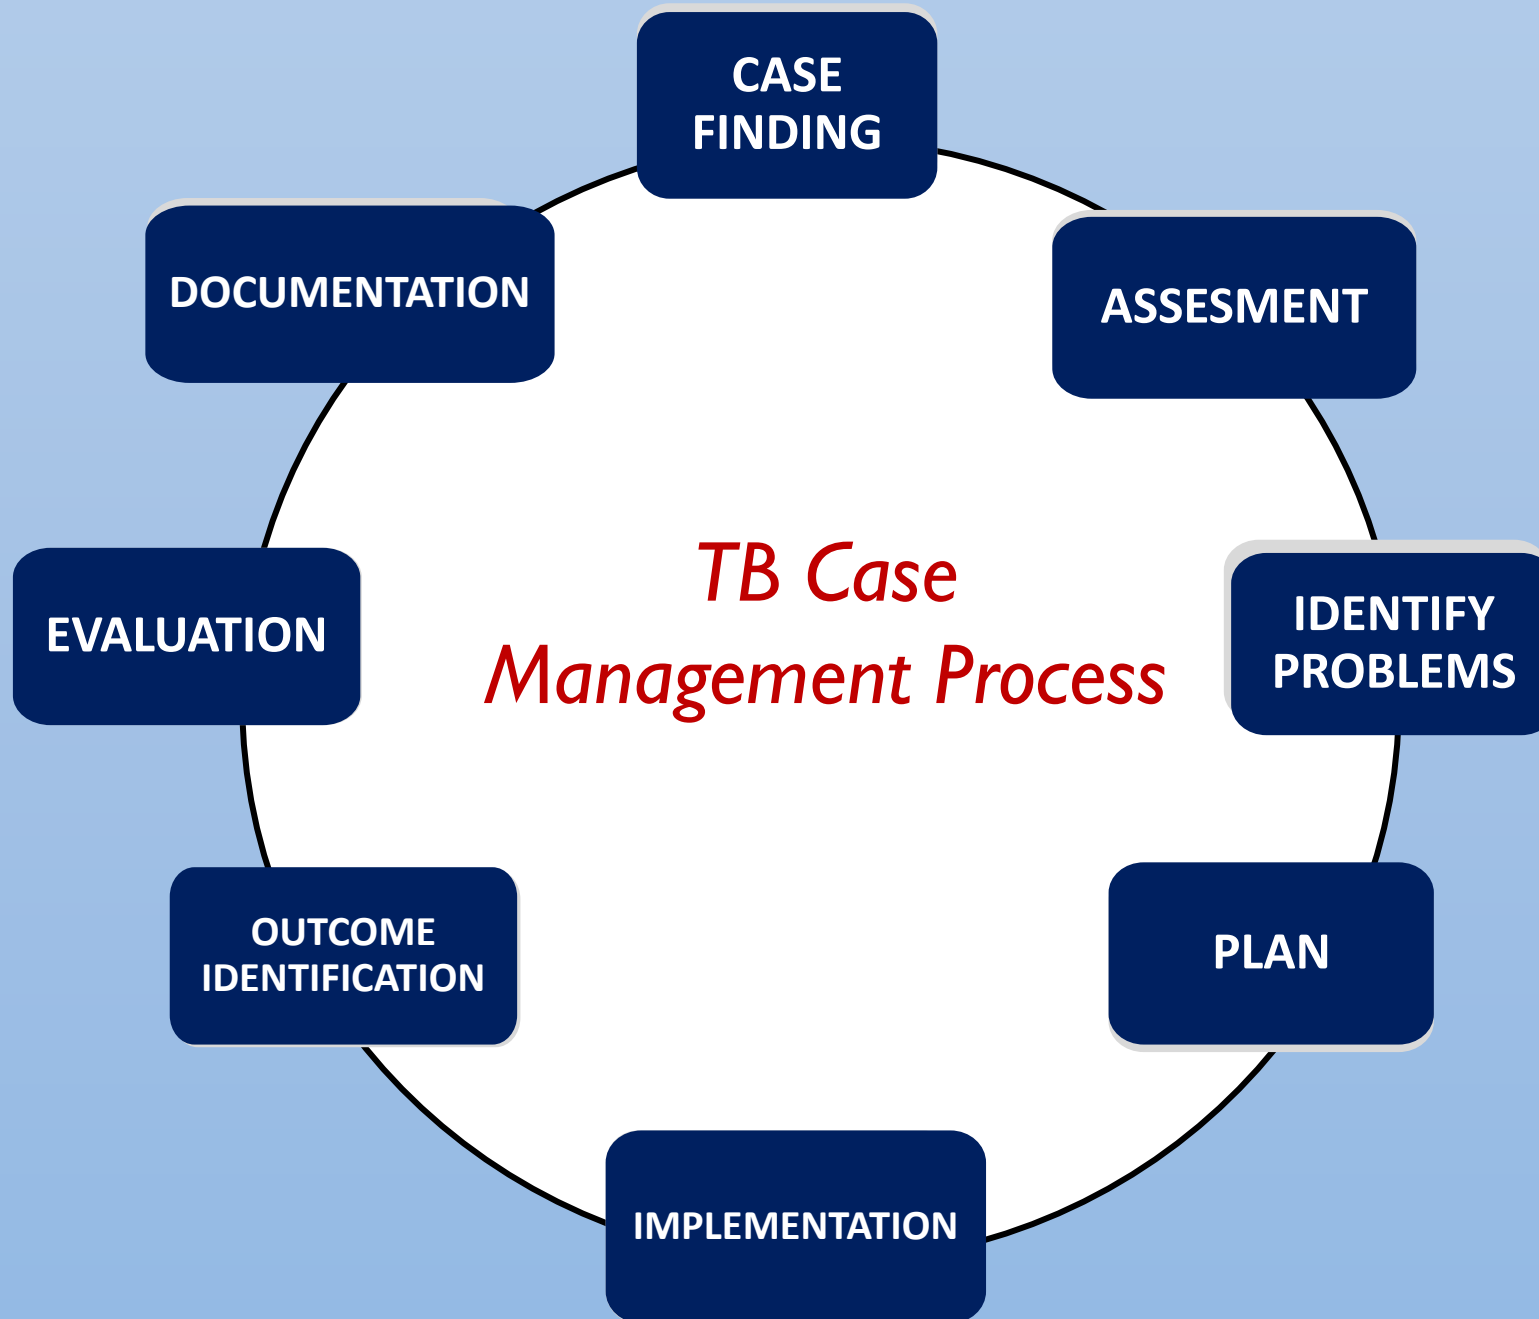 CASE
FINDING
ASSESMENT
IDENTIFY
PROBLEMS
PLAN
IMPLEMENTATION
OUTCOME
IDENTIFICATION
EVALUATION
DOCUMENTATION
TB Case
Management Process